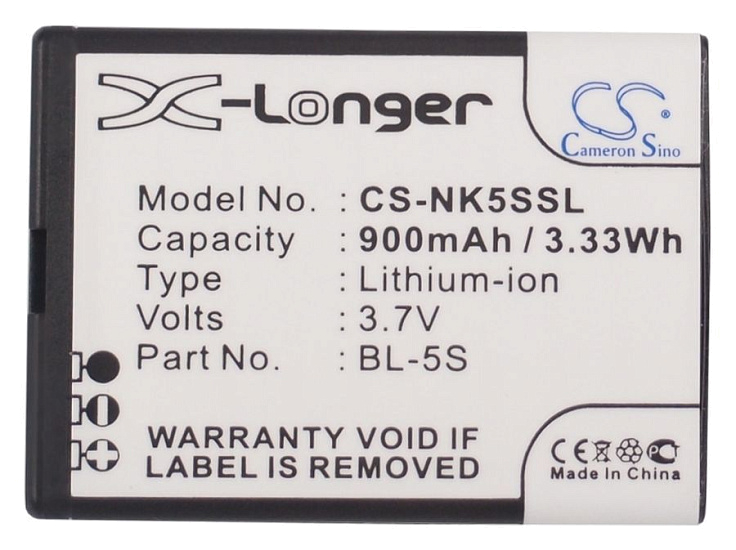 X-Longer
CS ®
Cameron Sino
Model No. : CS-NK5SSL
Capacity : 900mAh / 3.33Wh
Type : Lithium-ion
Volts : 3.7V
Part No. : BL-5S
WARRANTY VOID IF
LABEL IS REMOVED.
CE PCT
Made In China